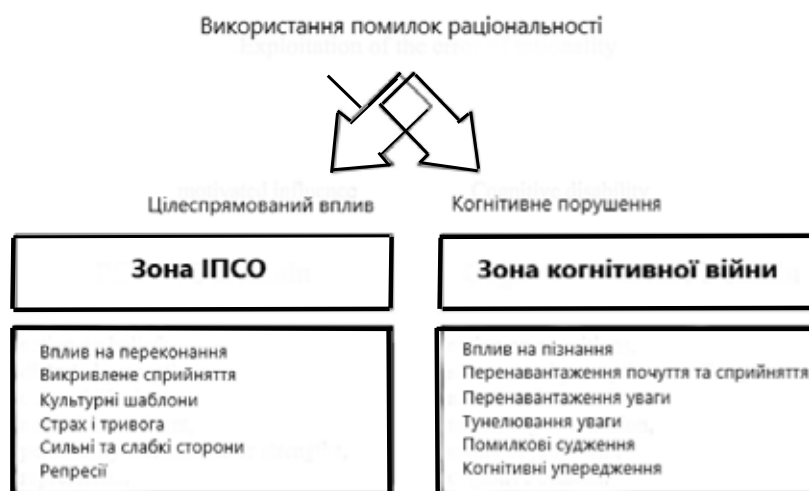 Використання помилок раціональності
Цілеспрямований вплив
Когнітивне порушення
Зона ІПСО
Зона когнітивної війни
Вплив на переконання
Викривлене сприйняття
Культурні шаблони
Страх і тривога
Сильні та слабкі сторони
Репресії
Вплив на пізнання
Перенавантаження почуття та сприйняття
Перенавантаження уваги
Тунелювання уваги
Помилкові судження
Когнітивні упередження